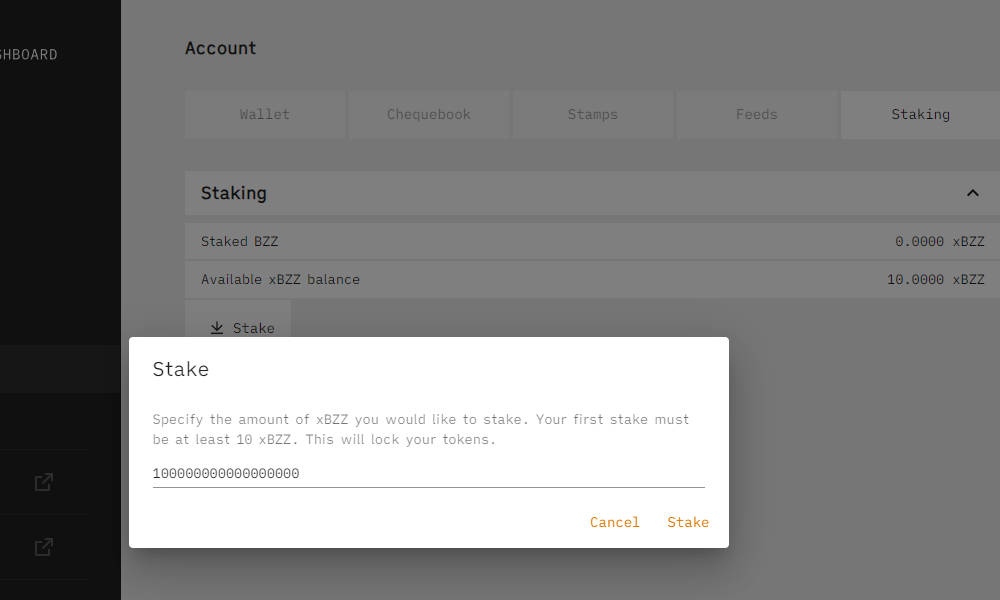 SHBOARD
Account
Wallet
Chequebook
Stamps
Feeds
Staking
Staking
Staked BZZ
0.0000 xBZZ
Available xBZZ balance
10.0000 xBZZ
Stake
Stake
Specify the amount of xBZZ you would like to stake. Your first stake must
be at least 10 xBZZ. This will lock your tokens.
100000000000000000
Cancel
Stake